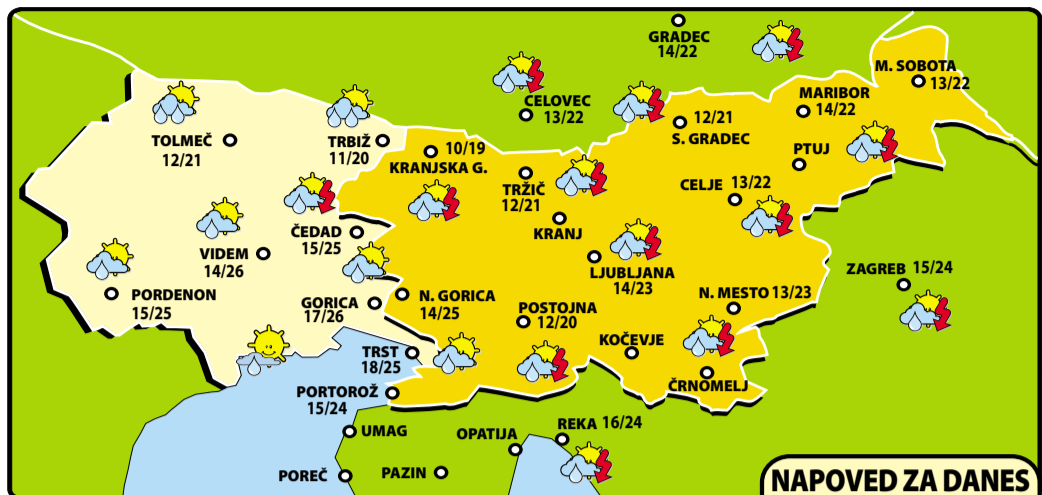 GRADEC
14/22
M. SOBOTA
13/22
CELOVEC
13/22
MARIBOR
14/22
12/21
S. GRADEC
TOLMEČ
12/21
TRBIŽ
11/20
10/19
KRANJSKA G.
PTUJ
TRŽIČ
12/21
CELJE 13/22
KRANJ
ČEDAD
15/25
VIDEM
14/26
LJUBLJANA
14/23
ZAGREB 15/24
PORDENON
15/25
GORICA
17/26
N. GORICA
14/25
N. MESTO 13/23
POSTOJNA
12/20
KOČEVJE
TRST
18/25
ČRNOMELJ
PORTOROŽ
15/24
REKA 16/24
UMAG
OPATIJA
POREČ
PAZIN
NAPOVED ZA DANES